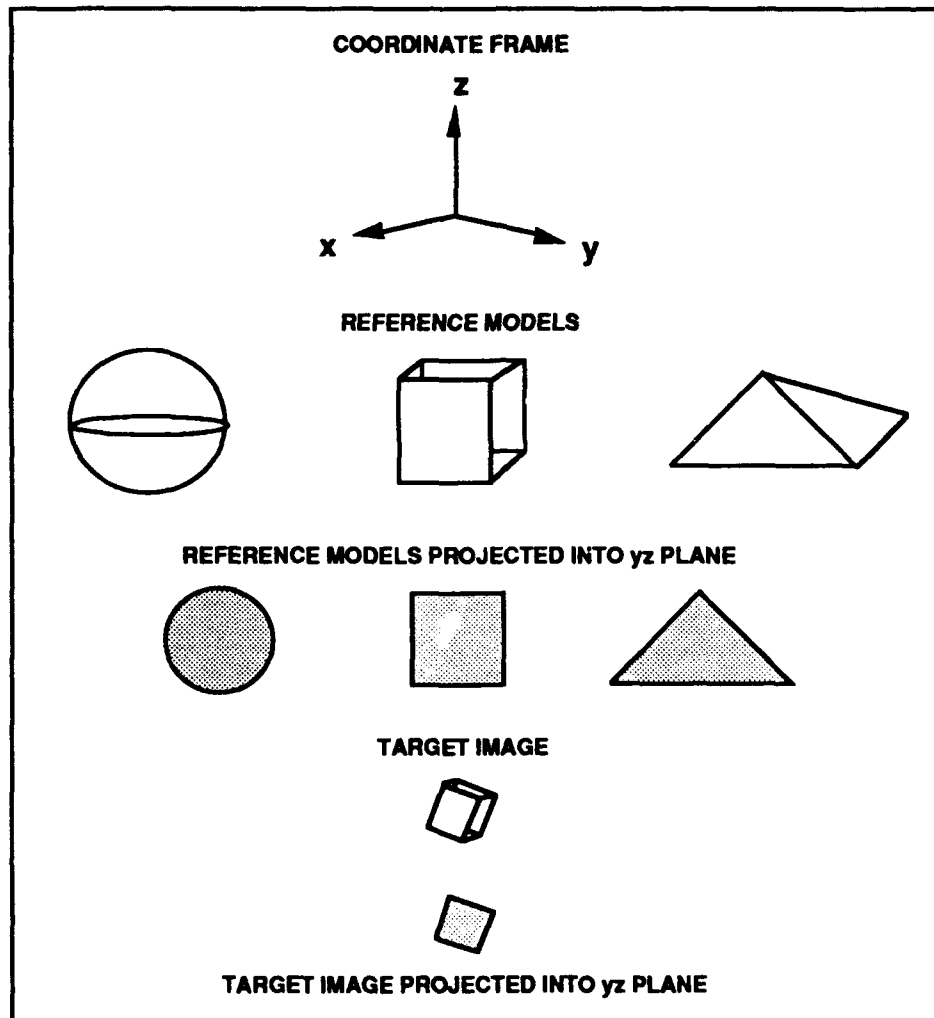 COORDINATE FRAME
z
x
y
REFERENCE MODELS
REFERENCE MODELS PROJECTED INTO yz PLANE
TARGET IMAGE
TARGET IMAGE PROJECTED INTO yz PLANE